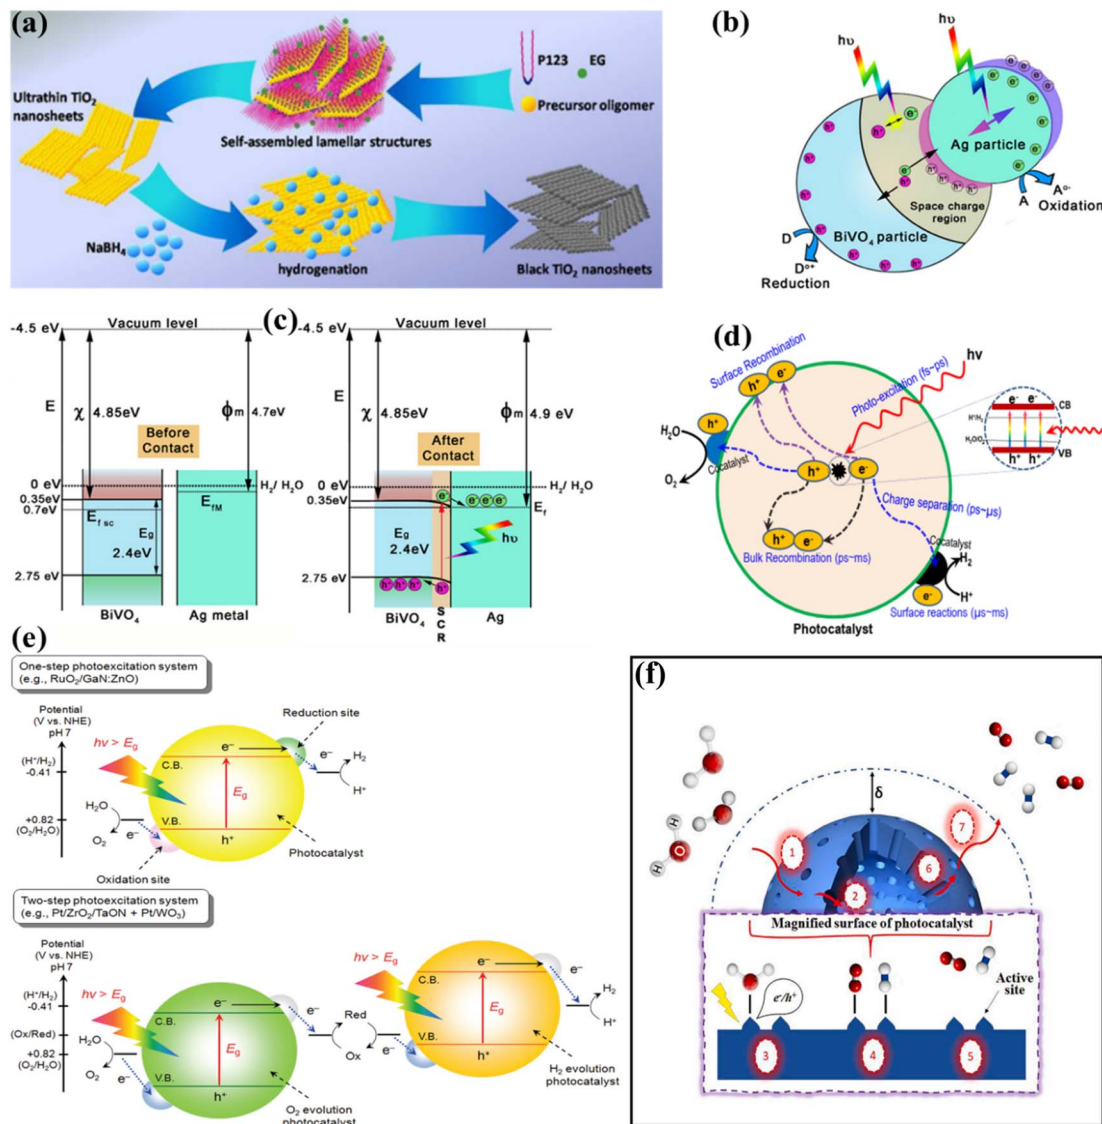 (a)
P123
EG
Precursor oligomer
Ultrathin TiO₂
nanosheets
Self-assembled lamellar structures
NaBH₄
hydrogenation
Black TiO₂ nanosheets
(b)
hυ
hυ
Ag particle
Space charge
region
BiVO₄ particle
A
A
Oxidation
D
D
Reduction
h⁺
e⁻
(c)
-4.5 eV
Vacuum level
E
χ 4.85eV
ϕm 4.7eV
Before
Contact
0 eV
H₂/ H₂O
0.35eV
0.7eV
E f sc
E fM
Eg
2.4eV
2.75 eV
BiVO₄
Ag metal
-4.5 eV
Vacuum level
E
χ 4.85eV
ϕm 4.9 eV
After
Contact
0 eV
H₂/ H₂O
0.35eV
Ef
Eg
2.4eV
hυ
2.75 eV
h⁺ h⁺ h⁺ h⁺
e⁻ e⁻ e⁻ e⁻
BiVO₄
S
C
R
Ag
(d)
Surface Recombination
h⁺ e⁻
Photo-excitation (fs~ps)
hν
e⁻ e⁻
CB
H⁺/H₂
H₂O/O₂
VB
h⁺ h⁺
H₂O
h⁺
O₂
Cocatalyst
h⁺ e⁻
Charge separation (ps~μs)
h⁺ e⁻
Bulk Recombination (ps~ms)
Cocatalyst
H₂
H⁺
e⁻
Surface reactions (μs~ms)
Photocatalyst
(e)
One-step photoexcitation system
(e.g., RuO₂/GaN:ZnO)
Potential
(V vs. NHE)
pH 7
(H⁺/H₂)
-0.41
+0.82
(O₂/H₂O)
hν > Eg
C.B.
e⁻
Reduction site
e⁻
H₂
H⁺
Eg
H₂O
O₂
e⁻
V.B.
h⁺
Photocatalyst
Oxidation site
Two-step photoexcitation system
(e.g., Pt/ZrO₂/TaON + Pt/WO₃)
Potential
(V vs. NHE)
pH 7
(H⁺/H₂)
-0.41
(Ox/Red)
+0.82
(O₂/H₂O)
hν > Eg
C.B.
e⁻
e⁻
Eg
H₂O
O₂
e⁻
V.B.
h⁺
O₂ evolution
photocatalyst
Red
Ox
hν > Eg
C.B.
e⁻
e⁻
H₂
H⁺
Eg
e⁻
V.B.
h⁺
H₂ evolution
photocatalyst
(f)
δ
H
O
H
1
2
6
7
Magnified surface of photocatalyst
e⁻/h⁺
Active
site
3
4
5